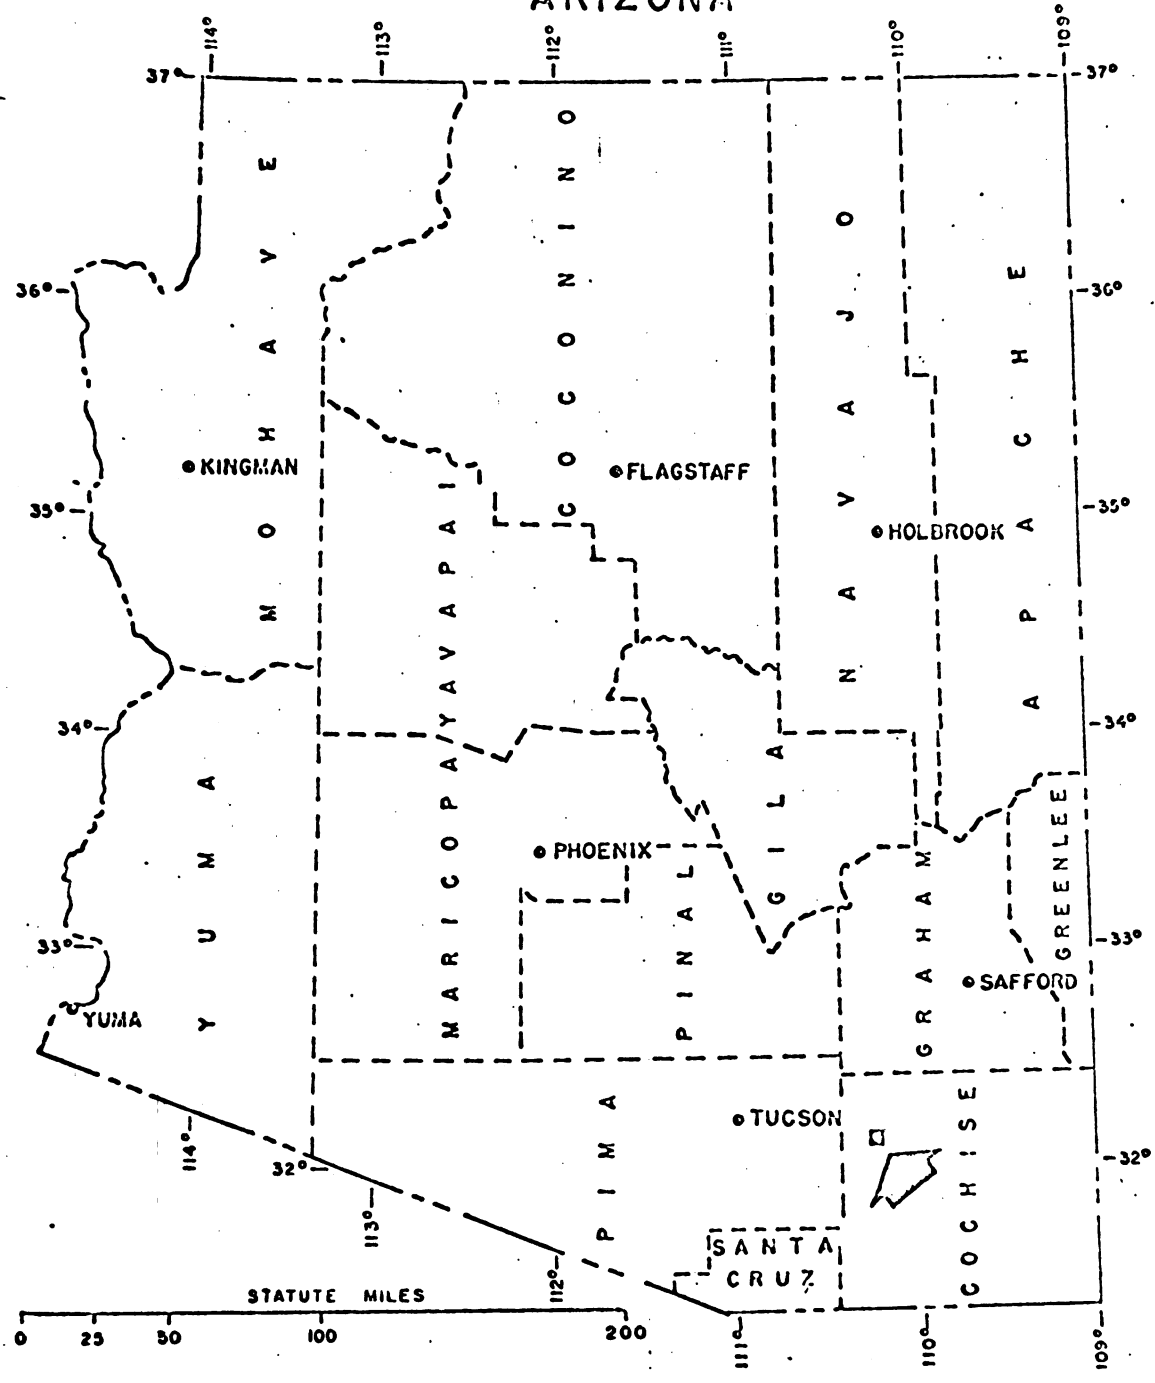 ARIZONA
114° 113° 112° 111° 110° 109°
37° 37°
MOHAVE
COCONINO
NAVAJO
APACHE
36° 36°
KINGMAN
FLAGSTAFF
HOLBROOK
35° 35°
YAVAPAI
34° 34°
YUMA
MARICOPA
PHOENIX
PINAL
GILA
GRAHAM
GREENLEE
33° 33°
SAFFORD
YUMA
PIMA
TUCSON
COCHISE
32° 32°
SANTA
CRUZ
114° 113° 112° 111° 110° 109°
STATUTE MILES
0 25 50 100 200